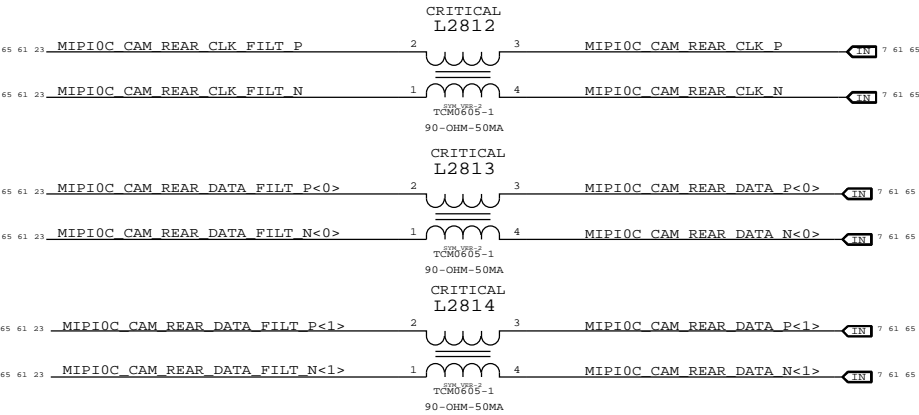 CRITICAL
L2812
65 61 23 MIPI0C_CAM_REAR_CLK_FILT_P 2 3 MIPI0C_CAM_REAR_CLK_P IN 7 61 65
65 61 23 MIPI0C_CAM_REAR_CLK_FILT_N 1 4 MIPI0C_CAM_REAR_CLK_N IN 7 61 65
SYM_VER-2
TCM0605-1
90-OHM-50MA
CRITICAL
L2813
65 61 23 MIPI0C_CAM_REAR_DATA_FILT_P<0> 2 3 MIPI0C_CAM_REAR_DATA_P<0> IN 7 61 65
65 61 23 MIPI0C_CAM_REAR_DATA_FILT_N<0> 1 4 MIPI0C_CAM_REAR_DATA_N<0> IN 7 61 65
SYM_VER-2
TCM0605-1
90-OHM-50MA
CRITICAL
L2814
65 61 23 MIPI0C_CAM_REAR_DATA_FILT_P<1> 2 3 MIPI0C_CAM_REAR_DATA_P<1> IN 7 61 65
65 61 23 MIPI0C_CAM_REAR_DATA_FILT_N<1> 1 4 MIPI0C_CAM_REAR_DATA_N<1> IN 7 61 65
SYM_VER-2
TCM0605-1
90-OHM-50MA